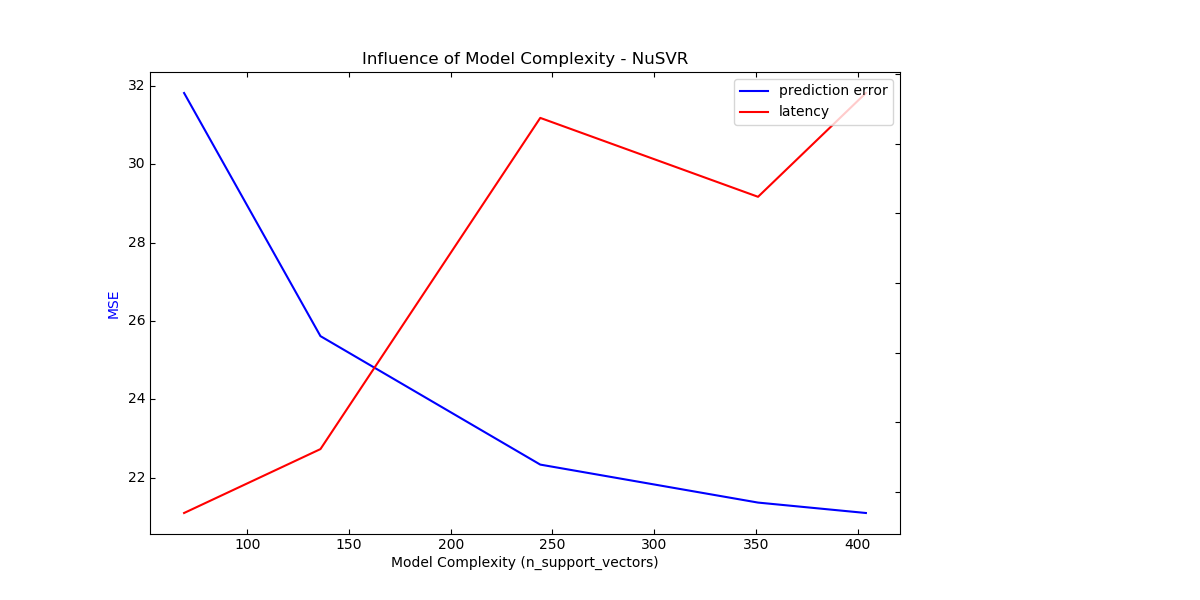 Influence of Model Complexity - NuSVR
prediction error
latency
32
30
28
26
24
22
MSE
100
150
200
250
300
350
400
Model Complexity (n_support_vectors)